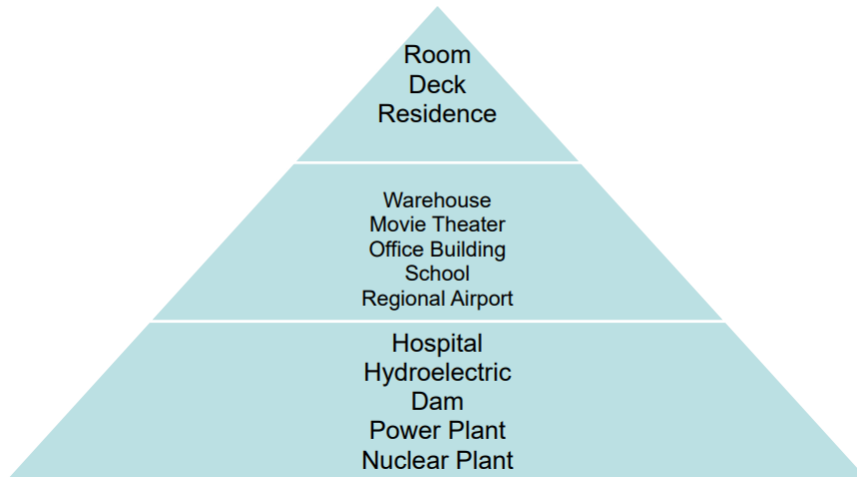 Room
Deck
Residence
Warehouse
Movie Theater
Office Building
School
Regional Airport
Hospital
Hydroelectric
Dam
Power Plant
Nuclear Plant